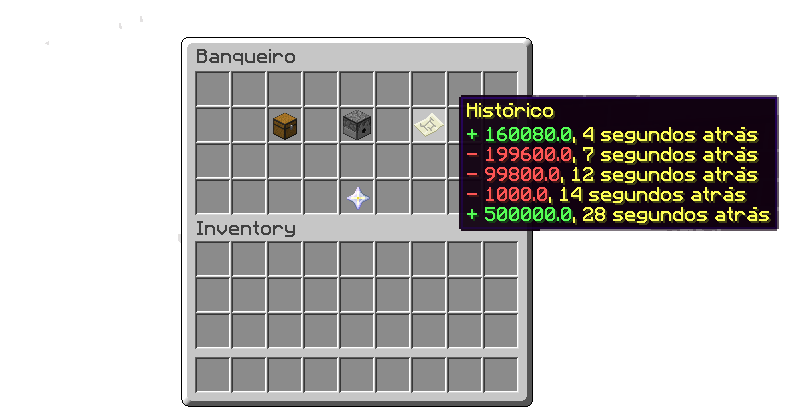 Banqueiro
Histórico
+ 160080.0, 4 segundos atrás
- 199600.0, 7 segundos atrás
- 99800.0, 12 segundos atrás
- 1000.0, 14 segundos atrás
+ 500000.0, 28 segundos atrás
Inventory